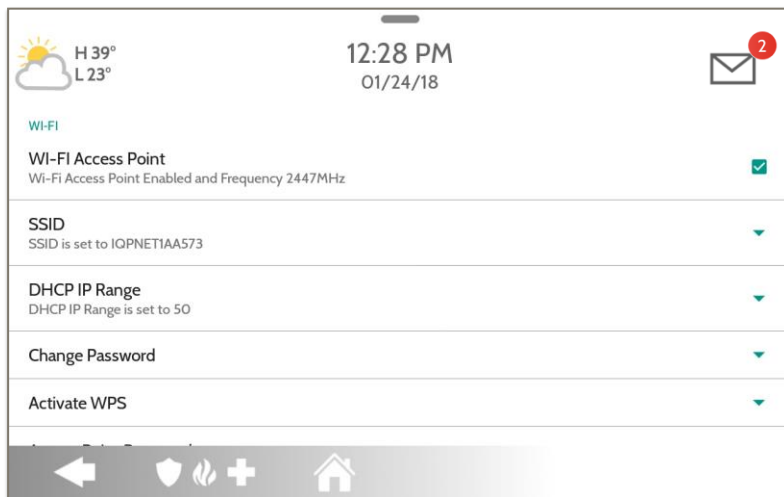 H 39°
L 23°
12:28 PM
01/24/18
2
WI-FI
WI-FI Access Point
Wi-Fi Access Point Enabled and Frequency 2447MHz
SSID
SSID is set to IQPNET1AA573
DHCP IP Range
DHCP IP Range is set to 50
Change Password
Activate WPS